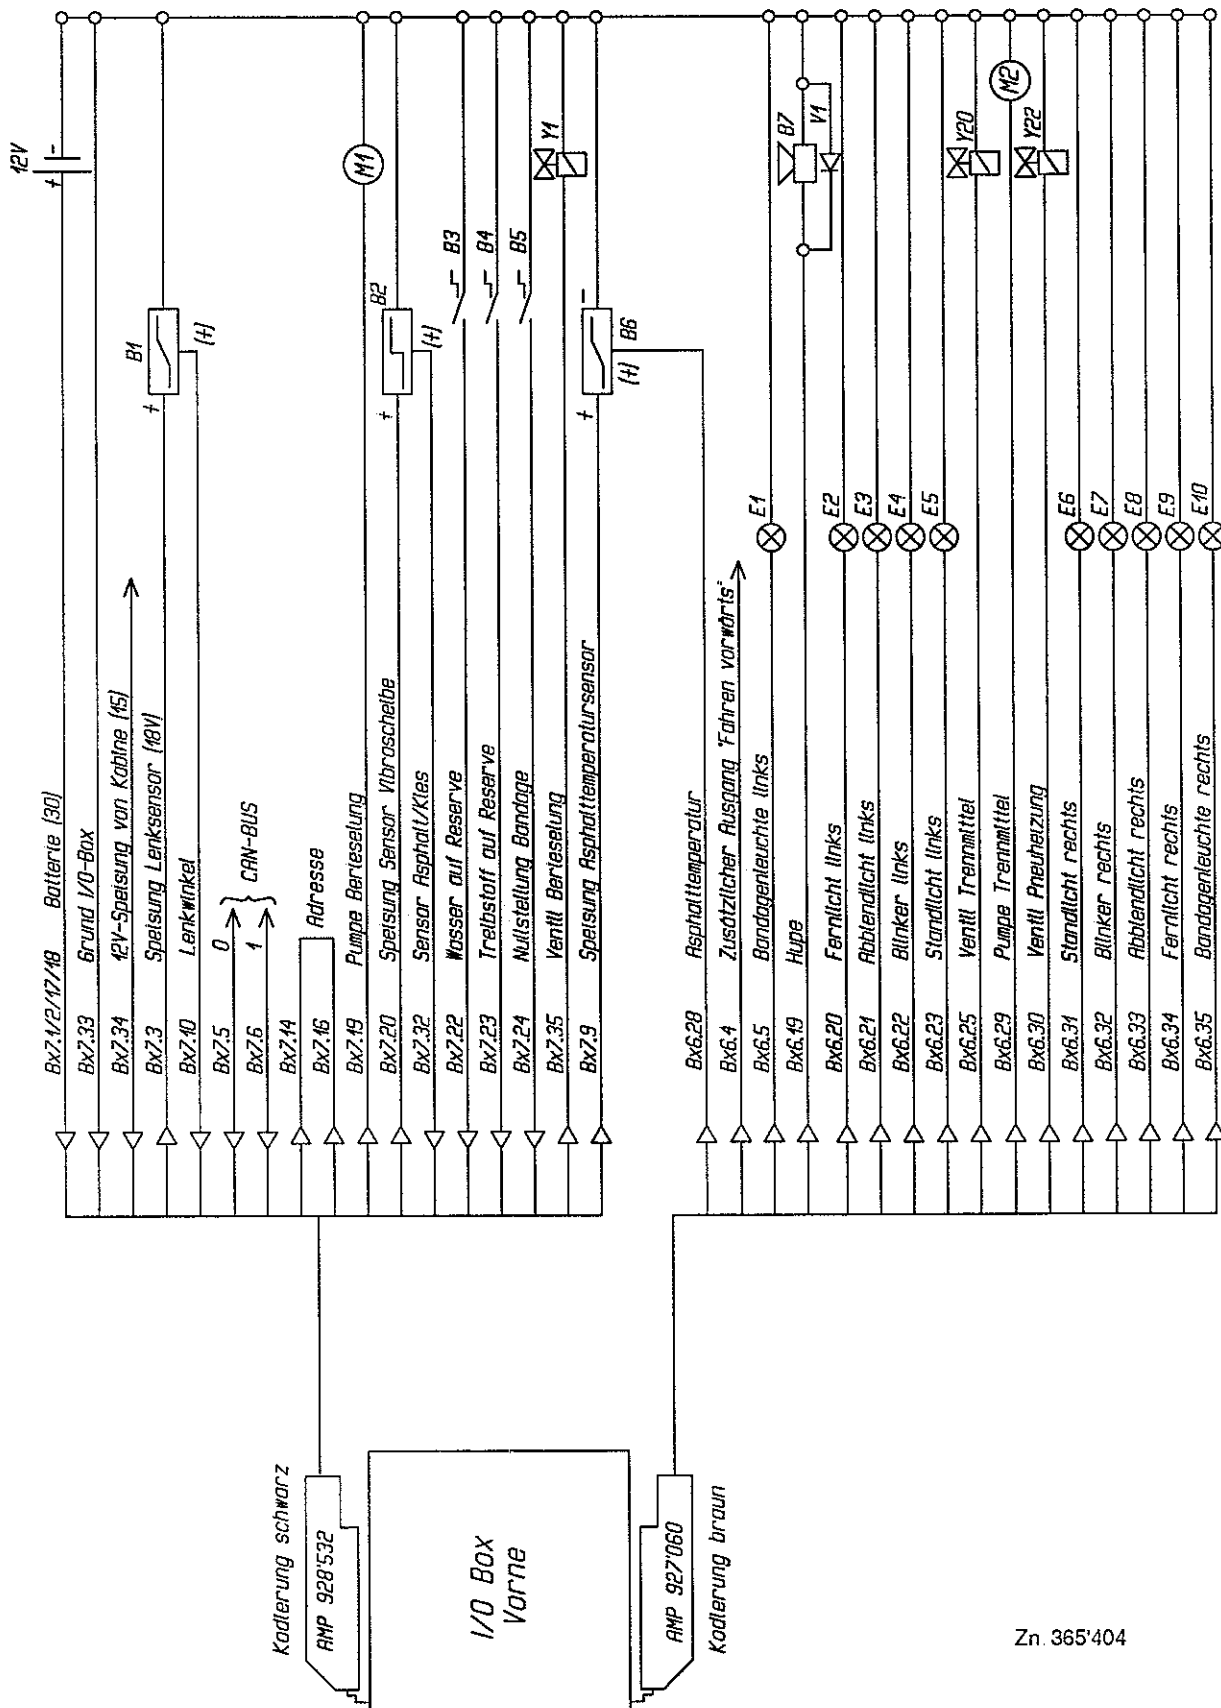 Kodierung schwarz
AMP 928'532
I/O Box
Vorne
AMP 927'060
Kodierung braun
Bx7.1/2/17/18 Batterie (30)
12V
+ -
Bx7.33 Grund I/O-Box
Bx7.34 12V-Speisung von Kabine (15)
Bx7.3 Speisung Lenksensor (18V)
+ B1 (+)
Bx7.10 Lenkwinkel
Bx7.5 0
Bx7.6 1
CAN-BUS
Bx7.14
Bx7.16
Adresse
Bx7.19 Pumpe Berieselung M1
Bx7.20 Speisung Sensor Vibroscheibe
+ B2 (+)
Bx7.32 Sensor Asphalt/Kies
Bx7.22 Wasser auf Reserve B3
Bx7.23 Treibstoff auf Reserve B4
Bx7.24 Nullstellung Bandage B5
Bx7.35 Ventil Berieselung Y1
Bx7.9 Speisung Asphalttemperatursensor
+ (+) B6 -
Bx6.28 Asphalttemperatur
Bx6.4 Zusätzlicher Ausgang "Fahren vorwärts"
Bx6.5 Bandagenleuchte links E1
Bx6.19 Hupe B7
V1
Bx6.20 Fernlicht links E2
Bx6.21 Abblendlicht links E3
Bx6.22 Blinker links E4
Bx6.23 Standlicht links E5
Bx6.25 Ventil Trennmittel Y20
Bx6.29 Pumpe Trennmittel M2
Bx6.30 Ventil Pneuheizung Y22
Bx6.31 Standlicht rechts E6
Bx6.32 Blinker rechts E7
Bx6.33 Abblendlicht rechts E8
Bx6.34 Fernlicht rechts E9
Bx6.35 Bandagenleuchte rechts E10
Zn. 365'404